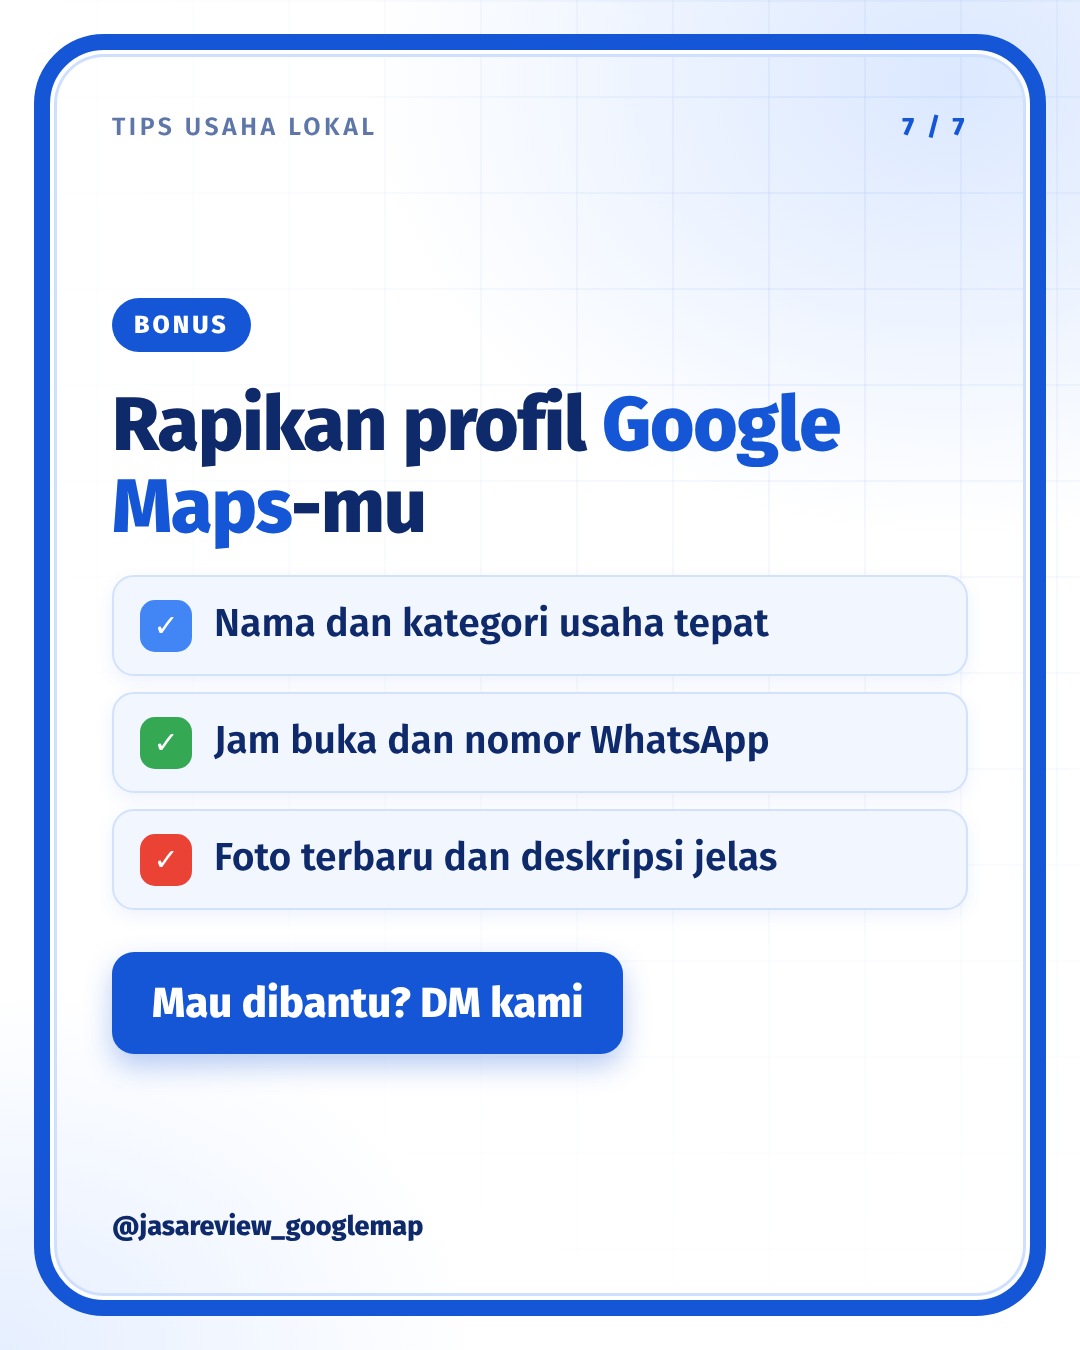 TIPS USAHA LOKAL
7 / 7
BONUS
Rapikan profil Google
Maps-mu
✓ Nama dan kategori usaha tepat
✓ Jam buka dan nomor WhatsApp
✓ Foto terbaru dan deskripsi jelas
Mau dibantu? DM kami
@jasareview_googlemap